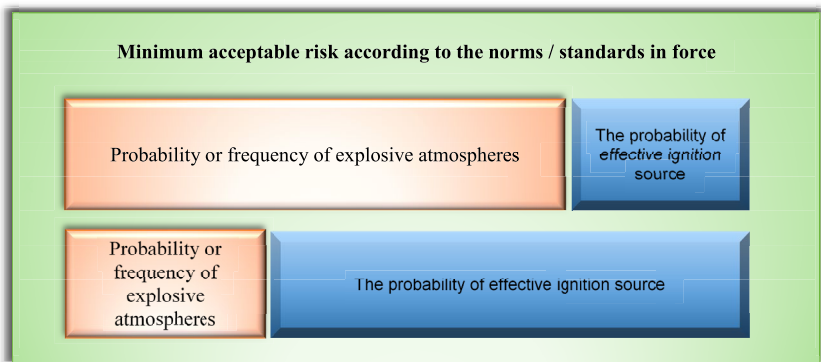 Minimum acceptable risk according to the norms / standards in force
Probability or frequency of explosive atmospheres
The probability of
effective ignition
source
Probability or
frequency of
explosive
atmospheres
The probability of effective ignition source